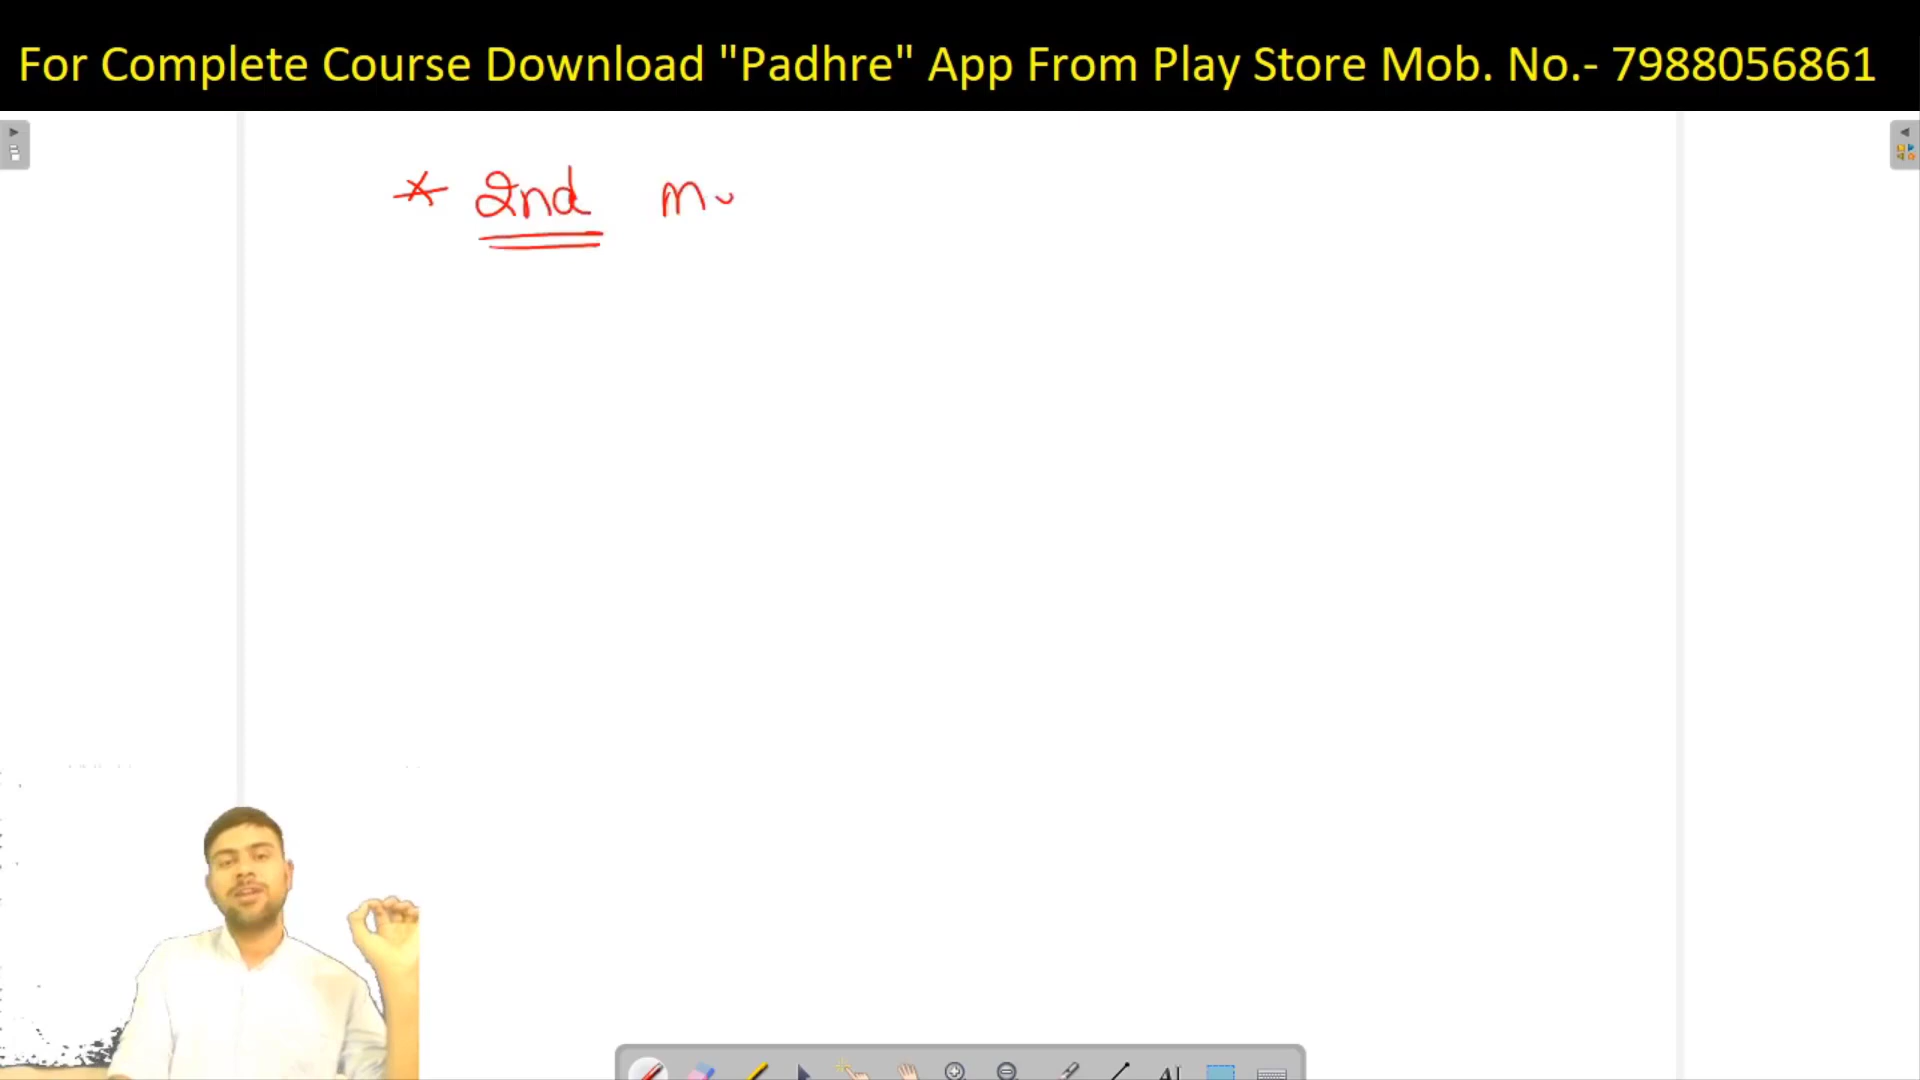 For Complete Course Download "Padhre" App From Play Store Mob. No.- 7988056861
* 2nd